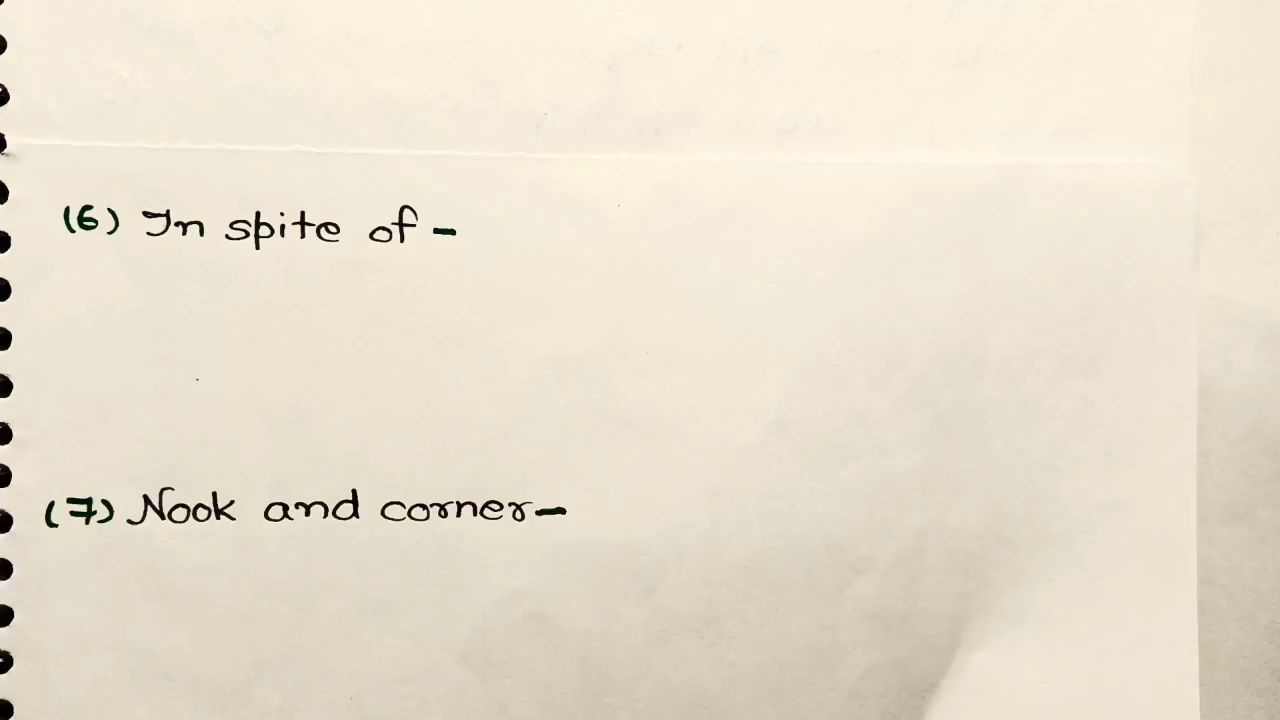 (6) In spite of -
(7) Nook and corner-